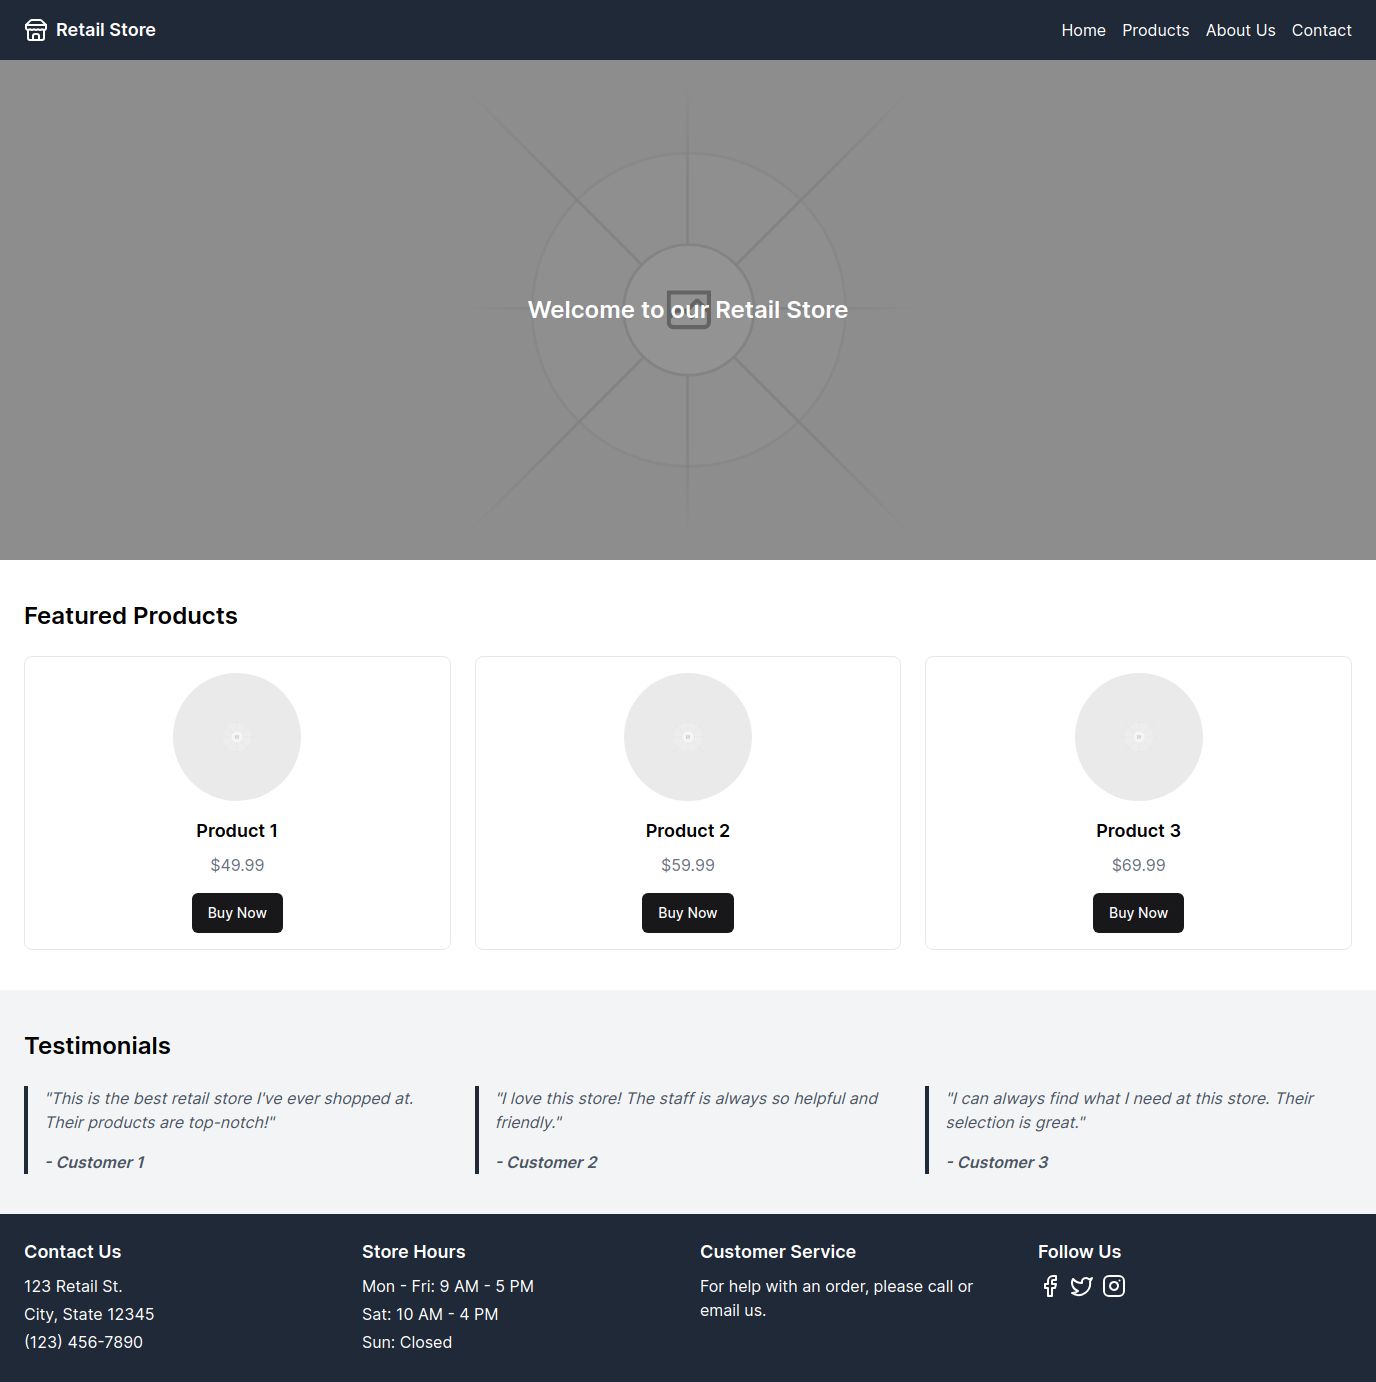 Retail Store
Home Products About Us Contact
Welcome to our Retail Store
Featured Products
Product 1
$49.99
Buy Now
Product 2
$59.99
Buy Now
Product 3
$69.99
Buy Now
Testimonials
"This is the best retail store I've ever shopped at.
Their products are top-notch!"
- Customer 1
"I love this store! The staff is always so helpful and
friendly."
- Customer 2
"I can always find what I need at this store. Their
selection is great."
- Customer 3
Contact Us
123 Retail St.
City, State 12345
(123) 456-7890
Store Hours
Mon - Fri: 9 AM - 5 PM
Sat: 10 AM - 4 PM
Sun: Closed
Customer Service
For help with an order, please call or
email us.
Follow Us